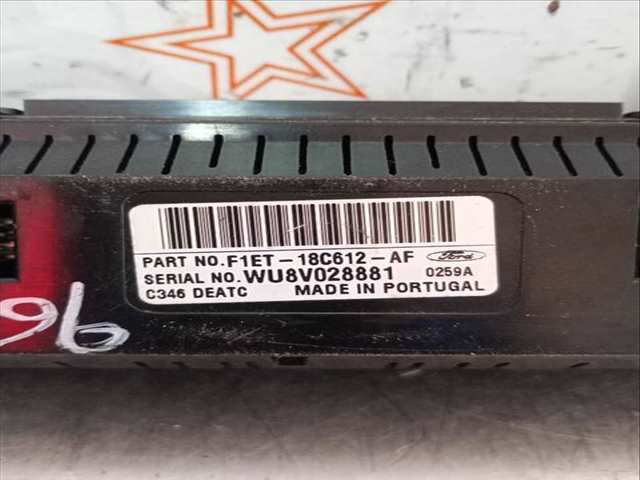 PART NO.F1ET-18C612-AF Ford
SERIAL NO.WU8V028881 0259A
C346 DEATC MADE IN PORTUGAL
96